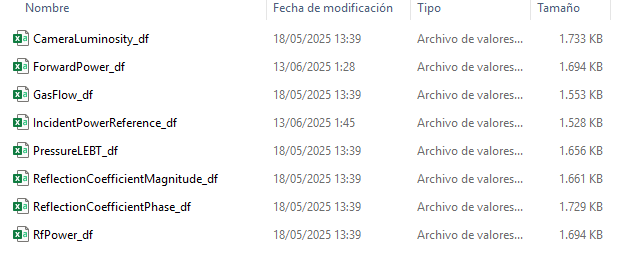 Nombre Fecha de modificación Tipo Tamaño
CameraLuminosity_df 18/05/2025 13:39 Archivo de valores... 1.733 KB
ForwardPower_df 13/06/2025 1:28 Archivo de valores... 1.694 KB
GasFlow_df 18/05/2025 13:39 Archivo de valores... 1.553 KB
IncidentPowerReference_df 13/06/2025 1:45 Archivo de valores... 1.528 KB
PressureLEBT_df 18/05/2025 13:39 Archivo de valores... 1.656 KB
ReflectionCoefficientMagnitude_df 18/05/2025 13:39 Archivo de valores... 1.661 KB
ReflectionCoefficientPhase_df 18/05/2025 13:39 Archivo de valores... 1.729 KB
RfPower_df 18/05/2025 13:39 Archivo de valores... 1.694 KB